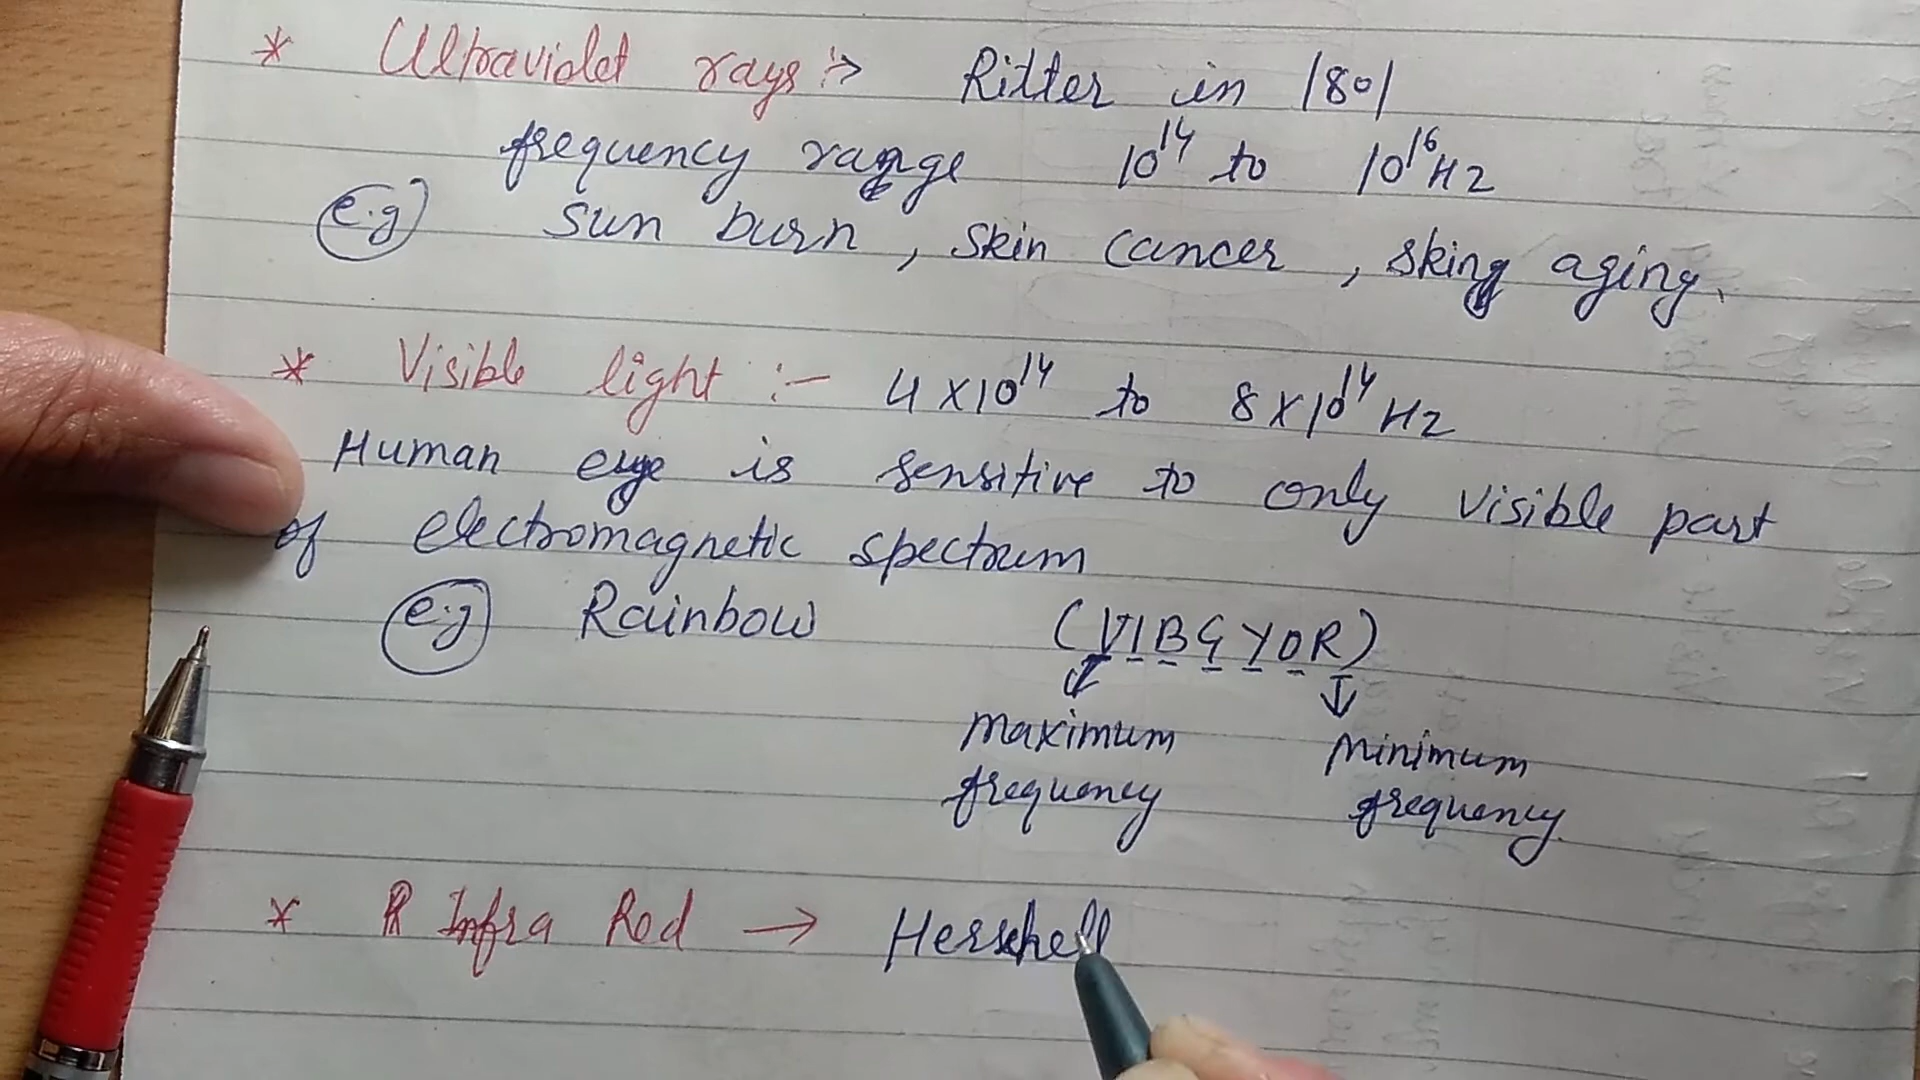 * Ultraviolet rays :-> Ritter in 1801
frequency range 10^14 to 10^16 Hz
e.g Sun burn, Skin Cancer, sking aging.
* Visible light :- 4 X 10^14 to 8 X 10^14 Hz
Human eye is sensitive to only visible part
of electromagnetic spectrum
e.g Rainbow (VIBGYOR)
maximum frequency
minimum frequency
* Infra Red → Herschell